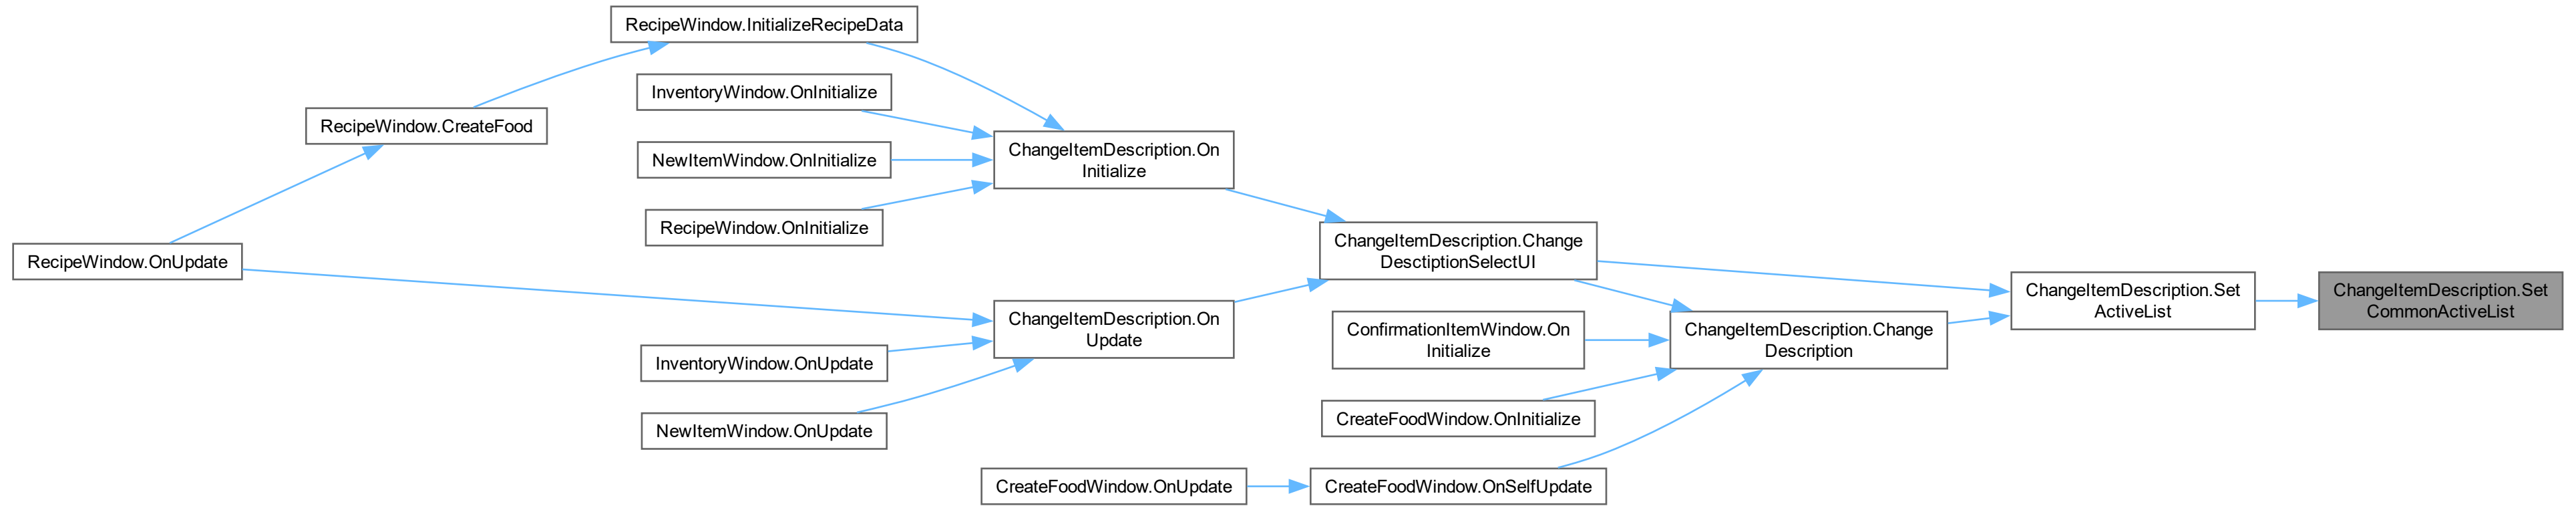 RecipeWindow.InitializeRecipeData
InventoryWindow.OnInitialize
RecipeWindow.CreateFood
ChangeItemDescription.On
Initialize
NewItemWindow.OnInitialize
RecipeWindow.OnInitialize
RecipeWindow.OnUpdate
ChangeItemDescription.Change
DesctiptionSelectUI
ChangeItemDescription.Set
ActiveList
ChangeItemDescription.Set
CommonActiveList
ChangeItemDescription.On
Update
ConfirmationItemWindow.On
Initialize
ChangeItemDescription.Change
Description
InventoryWindow.OnUpdate
CreateFoodWindow.OnInitialize
NewItemWindow.OnUpdate
CreateFoodWindow.OnUpdate
CreateFoodWindow.OnSelfUpdate